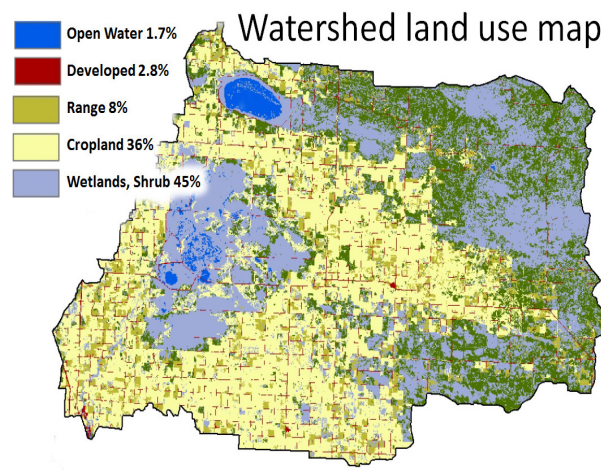 Watershed land use map
Open Water 1.7%
Developed 2.8%
Range 8%
Cropland 36%
Wetlands, Shrub 45%